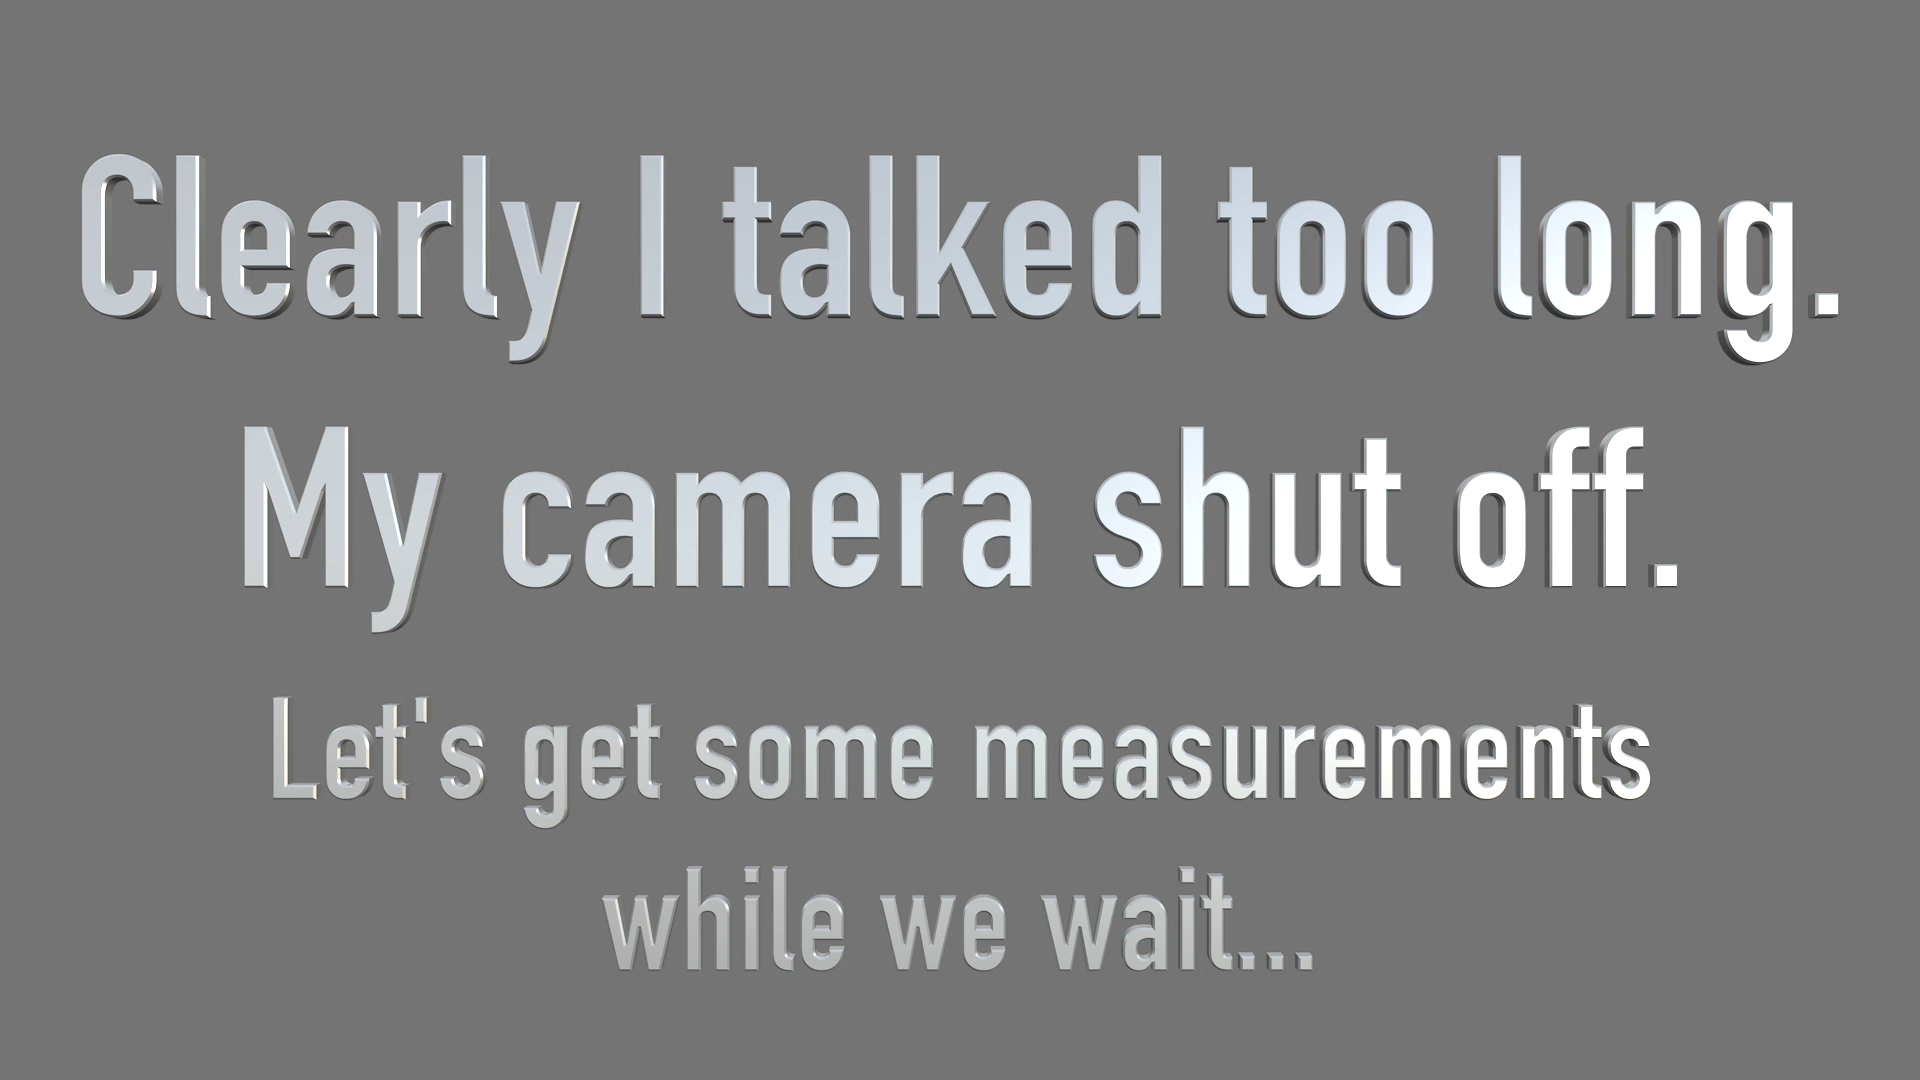 Clearly I talked too long.
My camera shut off.
Let's get some measurements
while we wait...